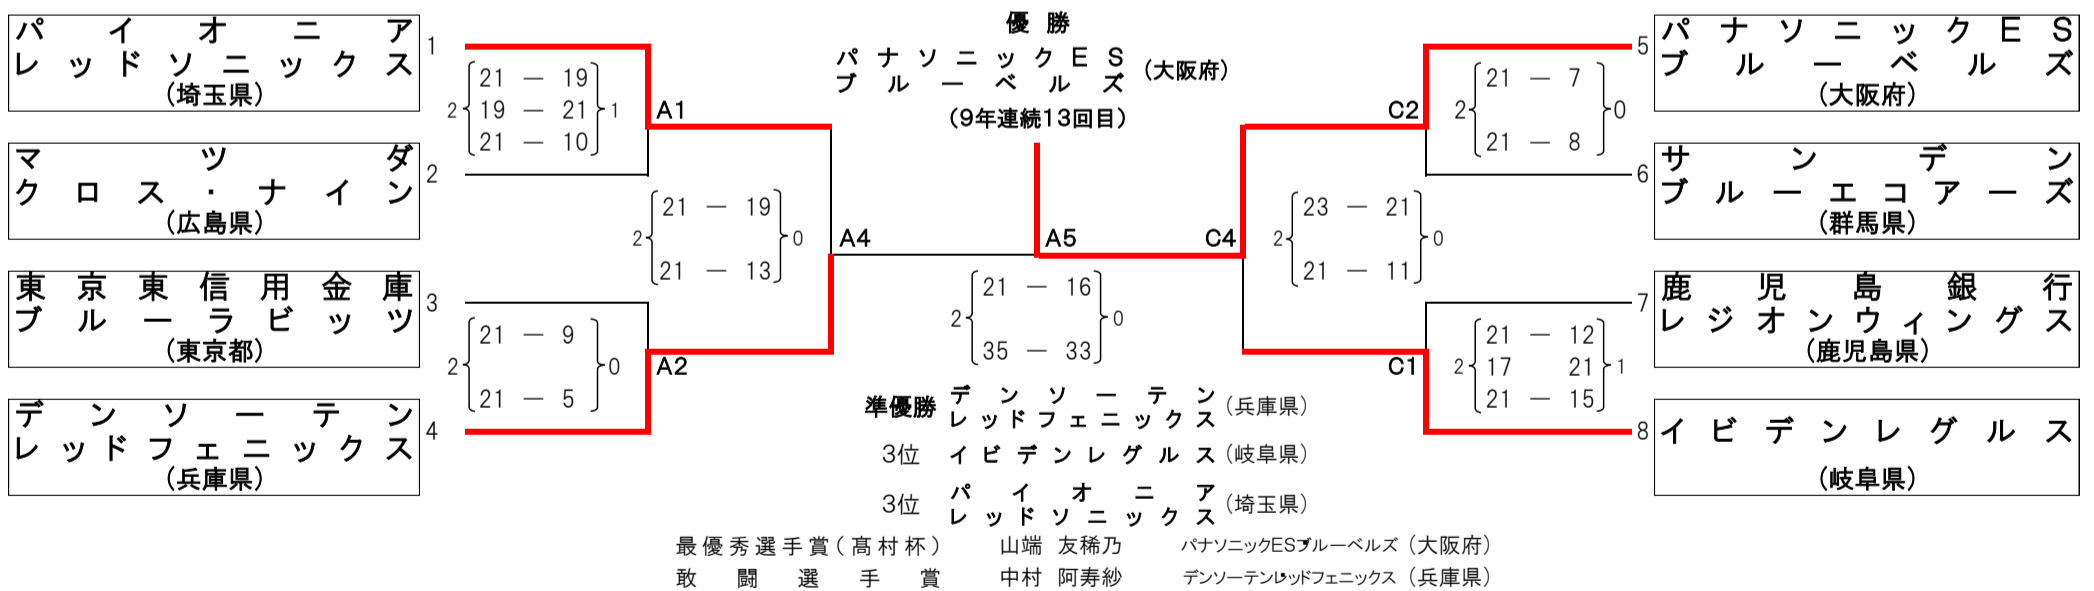 パイオニア
レッドソニックス
(埼玉県)
1
マツダ
クロス・ナイン
(広島県)
2
東京東信用金庫
ブルーラビッツ
(東京都)
3
デンソーテン
レッドフェニックス
(兵庫県)
4
2 21 — 19 1
19 — 21
21 — 10
A1
2 21 — 9 0
21 — 5
A2
2 21 — 19 0
21 — 13
A4
優勝
パナソニックES
ブルーベルズ
(大阪府)
(9年連続13回目)
A5
2 21 — 16 0
35 — 33
C4
2 23 — 21 0
21 — 11
C2
2 21 — 7 0
21 — 8
C1
2 21 — 12 1
17 21
21 — 15
5
パナソニックES
ブルーベルズ
(大阪府)
6
サンデン
ブルーエコアーズ
(群馬県)
7
鹿児島銀行
レジオンウィングス
(鹿児島県)
8
イビデンレグルス
(岐阜県)
準優勝 デンソーテン
レッドフェニックス (兵庫県)
3位 イビデンレグルス (岐阜県)
3位 パイオニア
レッドソニックス (埼玉県)
最優秀選手賞(髙村杯) 山端 友稀乃 パナソニックESブルーベルズ (大阪府)
敢闘選手賞 中村 阿寿紗 デンソーテンレッドフェニックス (兵庫県)